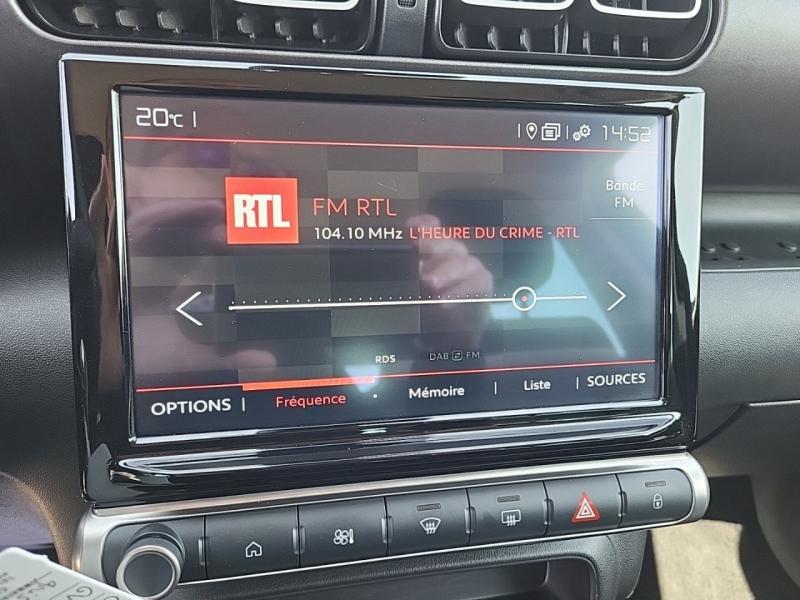 20°C
14:52
RTL
FM RTL
Bande
FM
104.10 MHz L'HEURE DU CRIME - RTL
RDS
DAB FM
OPTIONS
Fréquence
Mémoire
Liste
SOURCES